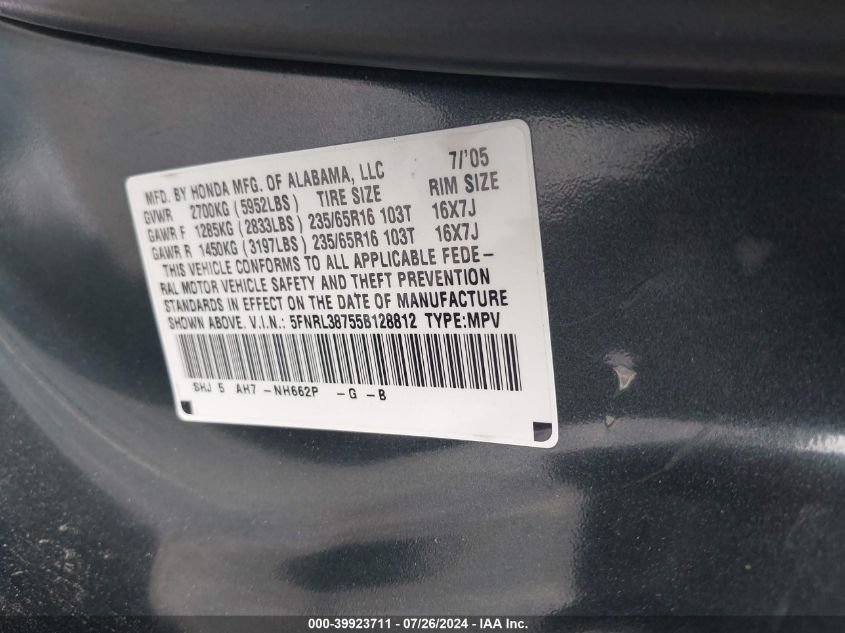 MFD. BY HONDA MFG. OF ALABAMA, LLC 7/'05
GVWR 2700KG (5952LBS) TIRE SIZE RIM SIZE
GAWR F 1285KG (2833LBS) 235/65R16 103T 16X7J
GAWR R 1450KG (3197LBS) 235/65R16 103T 16X7J
THIS VEHICLE CONFORMS TO ALL APPLICABLE FEDE-
RAL MOTOR VEHICLE SAFETY AND THEFT PREVENTION
STANDARDS IN EFFECT ON THE DATE OF MANUFACTURE
SHOWN ABOVE. V.I.N.: 5FNRL38755B128812 TYPE:MPV
SHJ 5 AH7 -NH662P -G -B
000-39923711 - 07/26/2024 - IAA Inc.